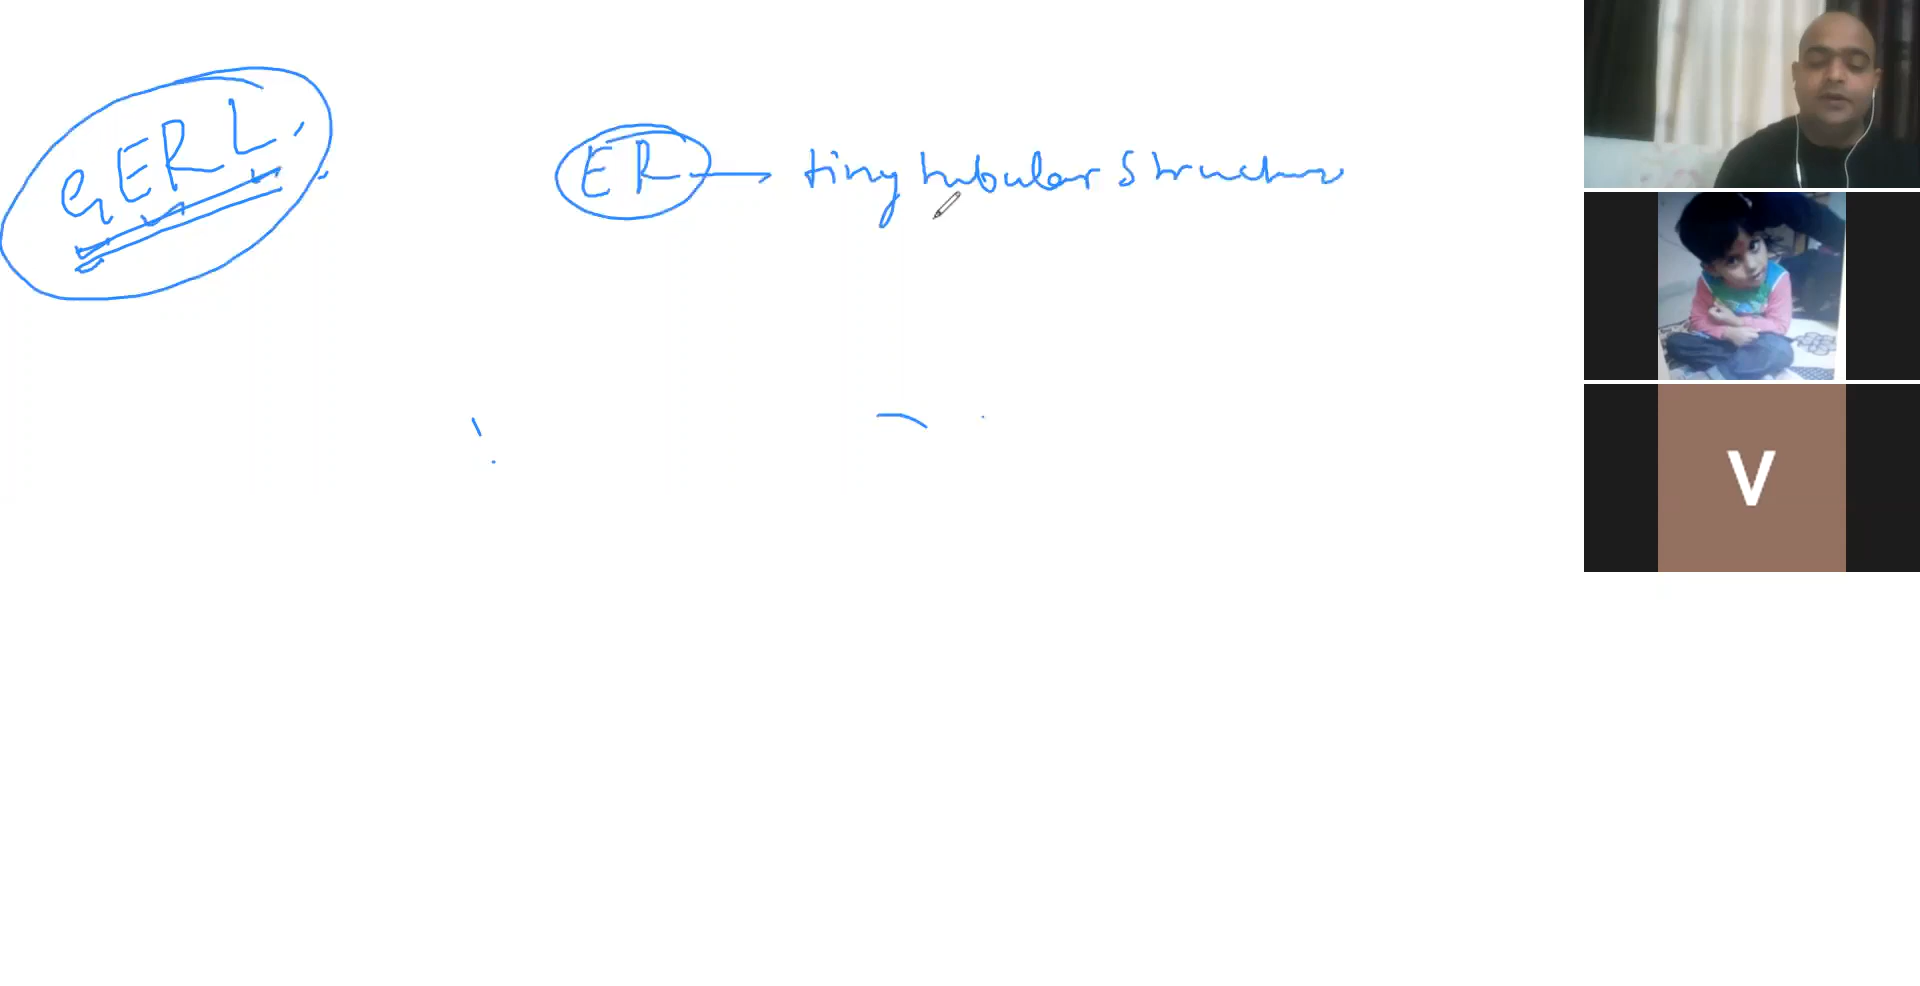 GERL
ER → tiny tubular structure
V